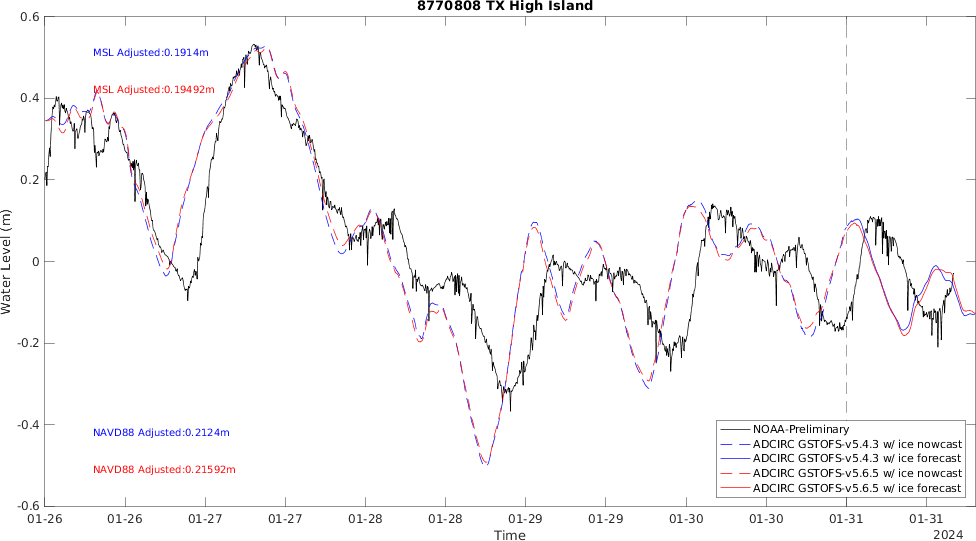 8770808 TX High Island
0.6
MSL Adjusted:0.1914m
MSL Adjusted:0.19492m
0.4
0.2
0
-0.2
-0.4
-0.6
Water Level (m)
NAVD88 Adjusted:0.2124m
NAVD88 Adjusted:0.21592m
NOAA-Preliminary
ADCIRC GSTOFS-v5.4.3 w/ ice nowcast
ADCIRC GSTOFS-v5.4.3 w/ ice forecast
ADCIRC GSTOFS-v5.6.5 w/ ice nowcast
ADCIRC GSTOFS-v5.6.5 w/ ice forecast
01-26 01-26 01-27 01-27 01-28 01-28 01-29 01-29 01-30 01-30 01-31 01-31
Time
2024